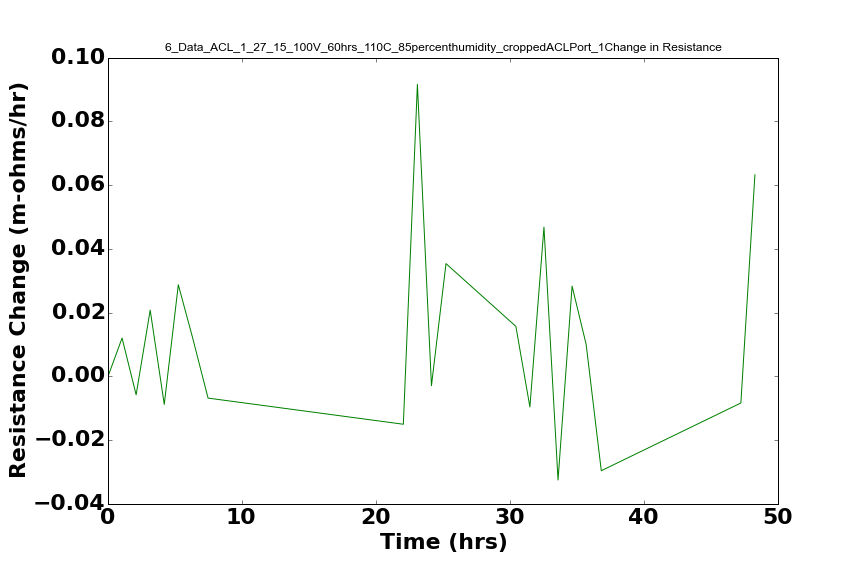 6_Data_ACL_1_27_15_100V_60hrs_110C_85percenthumidity_croppedACLPort_1Change in Resistance
0.10
0.08
0.06
0.04
0.02
0.00
−0.02
−0.04
Resistance Change (m-ohms/hr)
0 10 20 30 40 50
Time (hrs)